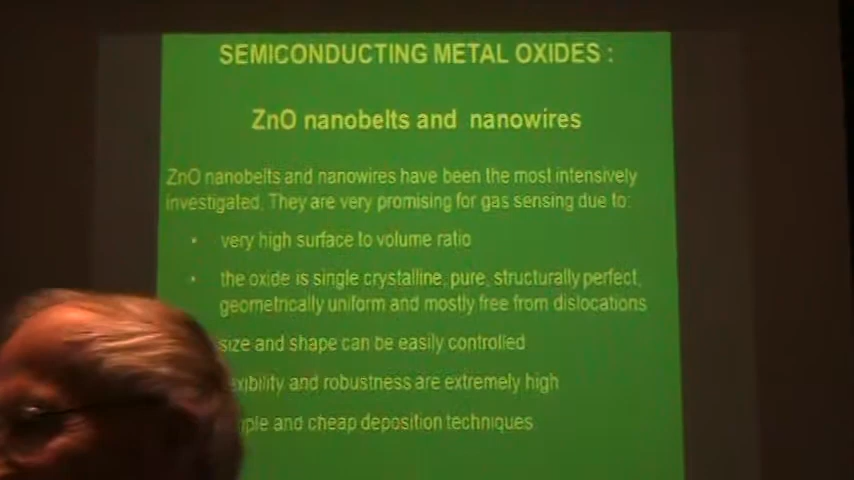 SEMICONDUCTING METAL OXIDES :
ZnO nanobelts and nanowires
ZnO nanobelts and nanowires have been the most intensively
investigated. They are very promising for gas sensing due to:
• very high surface to volume ratio
• the oxide is single crystalline, pure, structurally perfect,
geometrically uniform and mostly free from dislocations
size and shape can be easily controlled
and robustness are extremely high
and cheap deposition techniques.